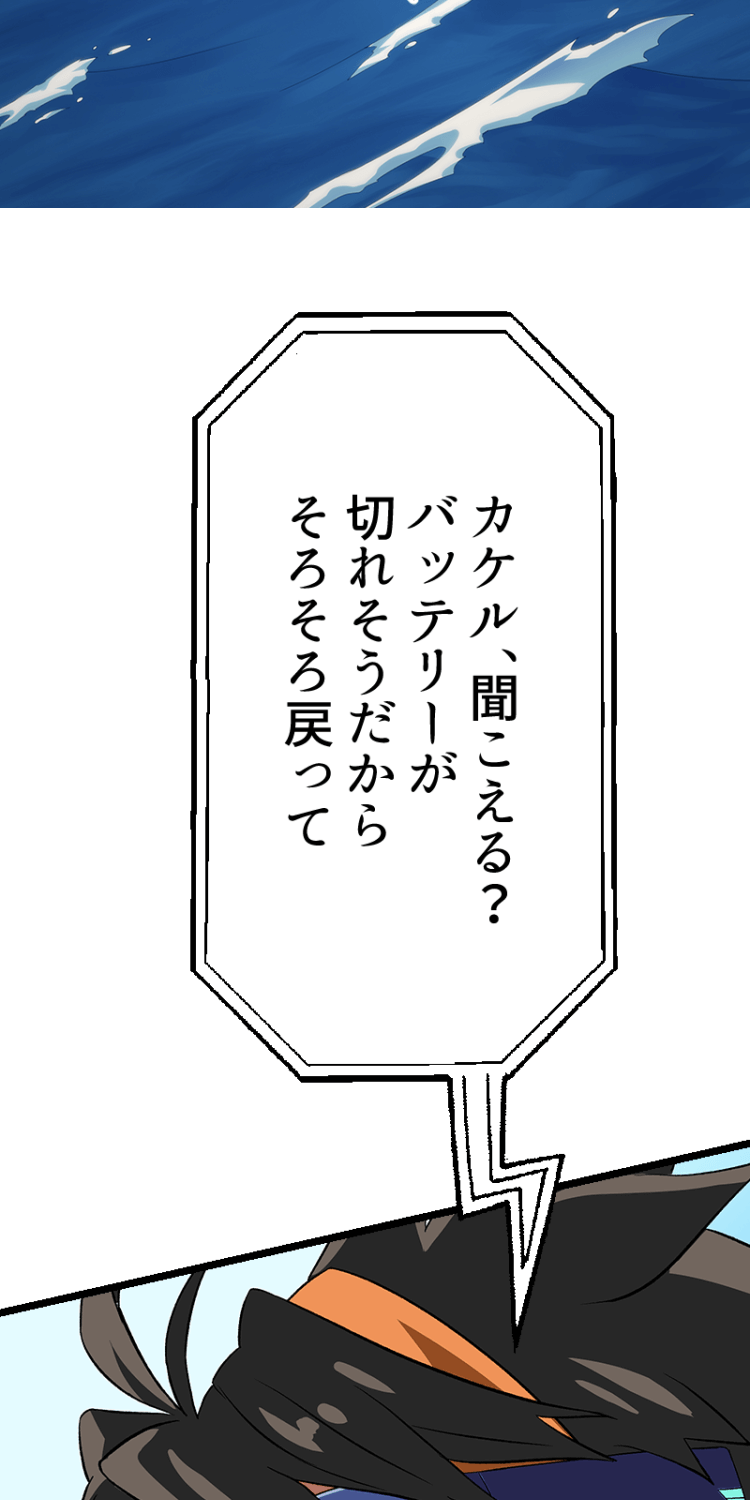 カケル、聞こえる？
バッテリーが
切れそうだから
そろそろ戻って